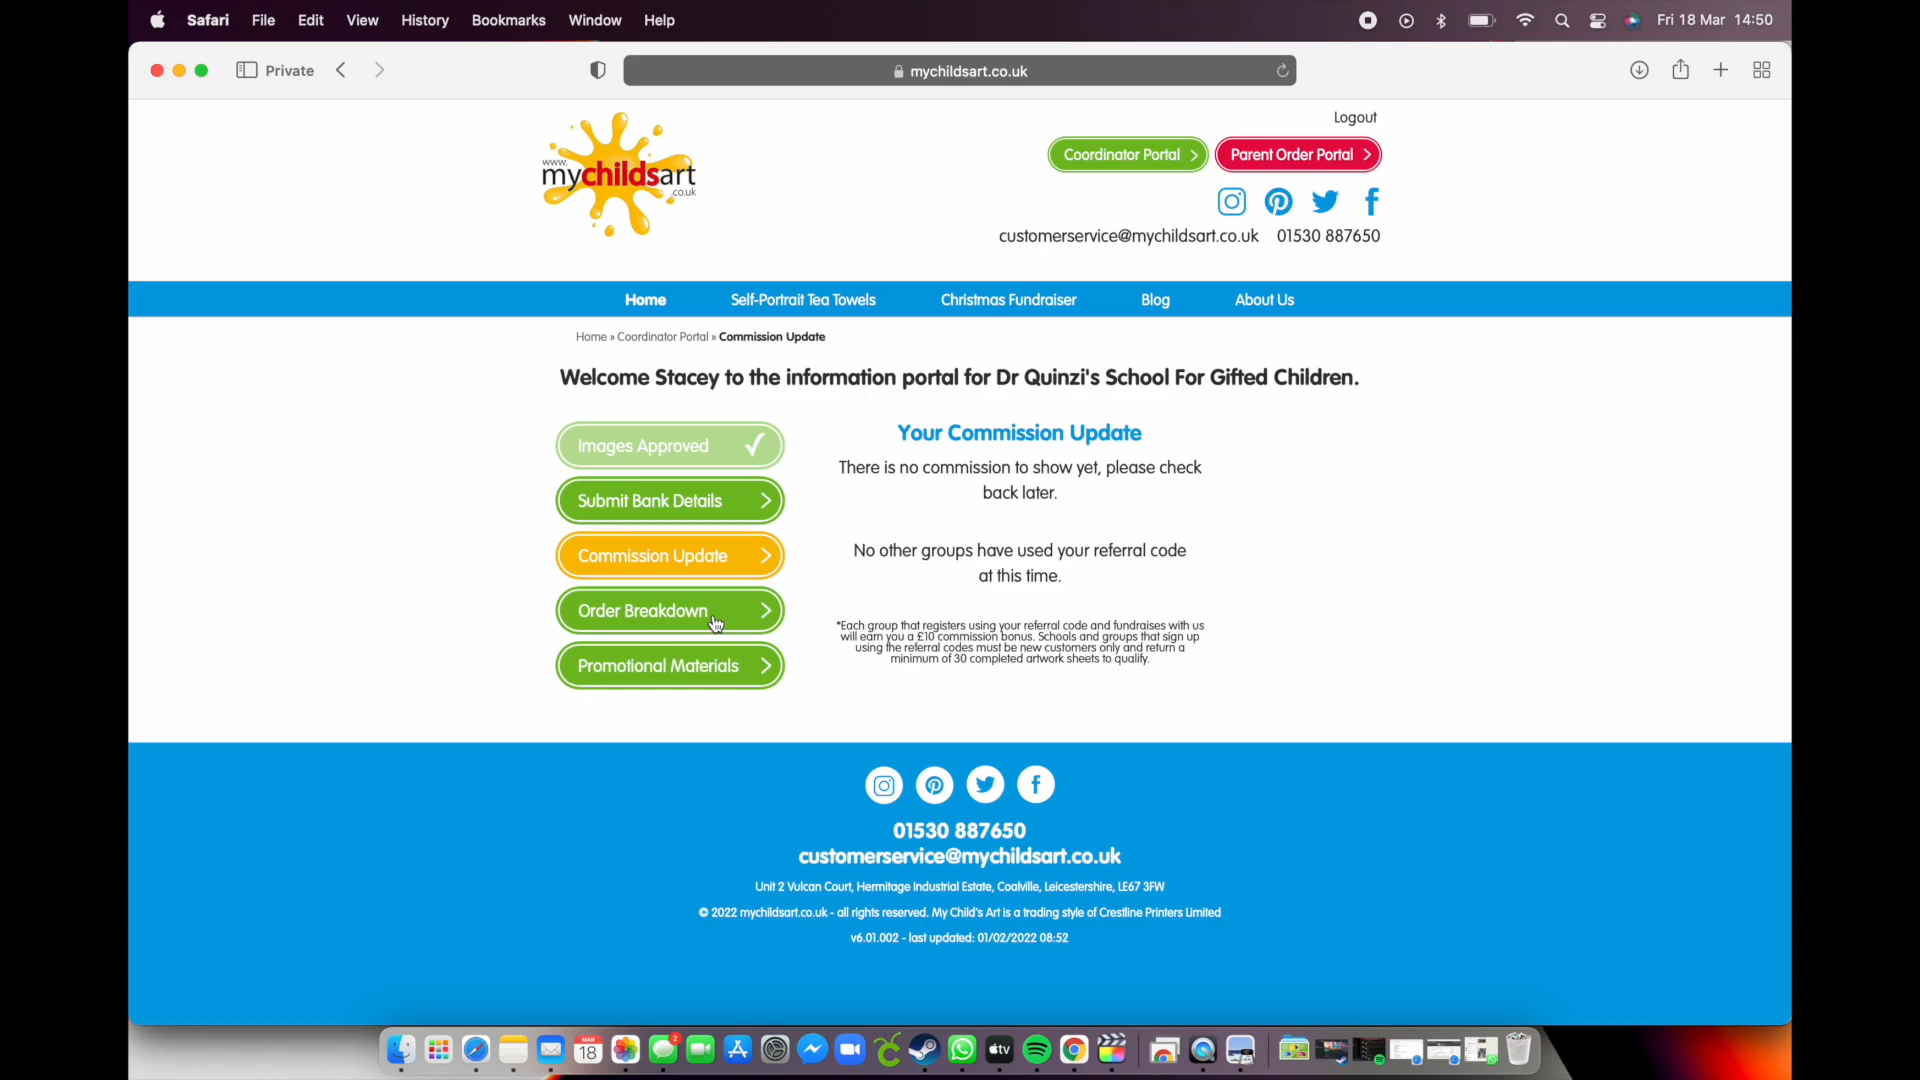 Safari File Edit View History Bookmarks Window Help Fri 18 Mar 14:50
Private mychildsart.co.uk
Logout
www.
mychildsart
.co.uk
Coordinator Portal Parent Order Portal
customerservice@mychildsart.co.uk 01530 887650
Home Self-Portrait Tea Towels Christmas Fundraiser Blog About Us
Home » Coordinator Portal » Commission Update
Welcome Stacey to the information portal for Dr Quinzi's School For Gifted Children.
Images Approved
Submit Bank Details
Commission Update
Order Breakdown
Promotional Materials
Your Commission Update
There is no commission to show yet, please check
back later.
No other groups have used your referral code
at this time.
*Each group that registers using your referral code and fundraises with us
will earn you a £10 commission bonus. Schools and groups that sign up
using the referral codes must be new customers only and return a
minimum of 30 completed artwork sheets to qualify.
01530 887650
customerservice@mychildsart.co.uk
Unit 2 Vulcan Court, Hermitage Industrial Estate, Coalville, Leicestershire, LE67 3FW
© 2022 mychildsart.co.uk - all rights reserved. My Child's Art is a trading style of Crestline Printers Limited
v6.01.002 - last updated: 01/02/2022 08:52
MAR
18
2
tv